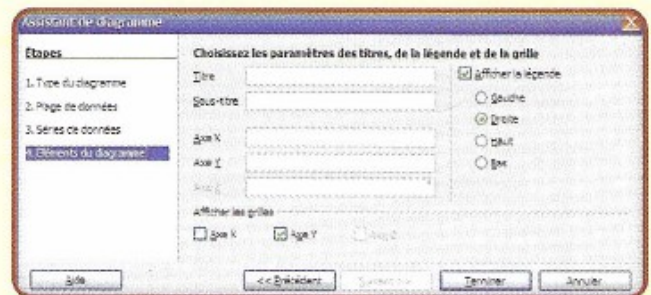 Assistant de diagramme
Étapes
1. Type du diagramme
2. Plage de données
3. Séries de données
4. Éléments du diagramme
Choisissez les paramètres des titres, de la légende et de la grille
Titre
Sous-titre
Axe X
Axe Y
Axe Z
Afficher la légende
Gauche
Droite
Haut
Bas
Afficher les grilles
Axe X
Axe Y
Axe Z
Aide
<< Précédent
Terminer
Annuler